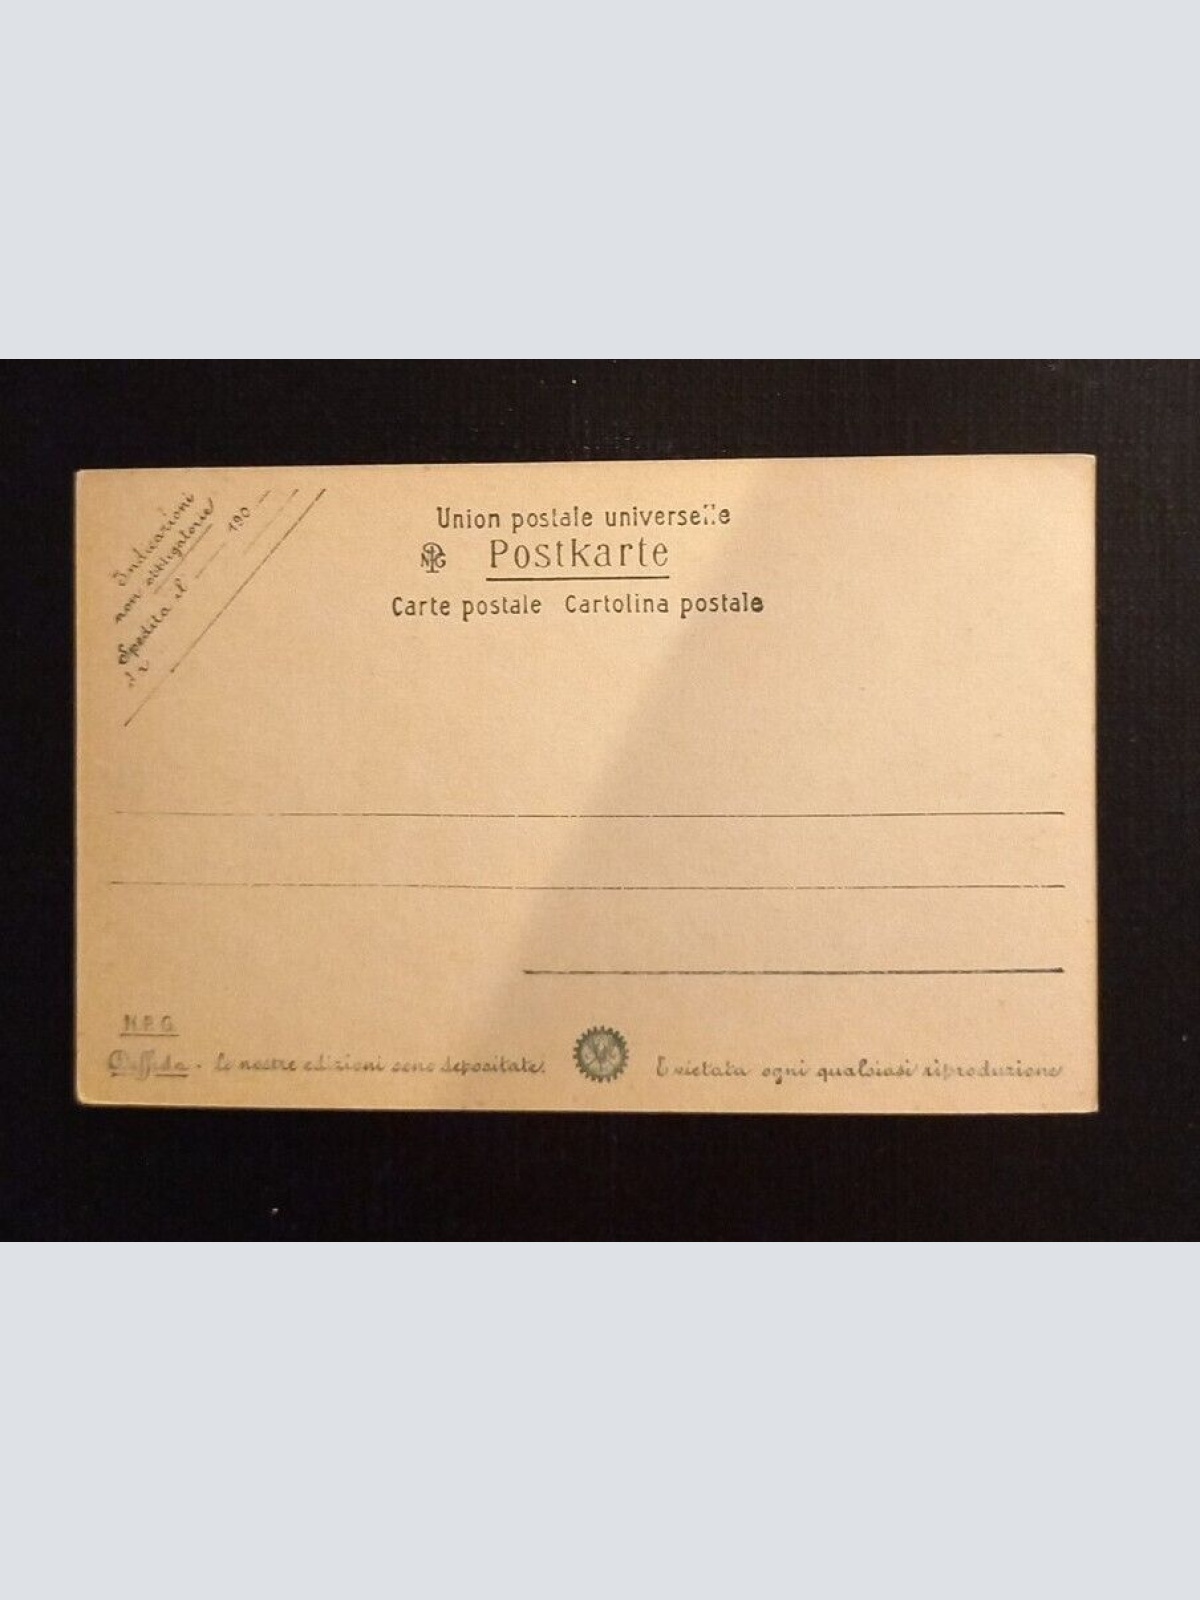 Indicazioni
non obbligatorie
Spedita il 190
Union postale universelle
NPG Postkarte
Carte postale Cartolina postale
N.P.G.
Diffida - Le nostre edizioni sono depositate. E vietata ogni qualsiasi riproduzione